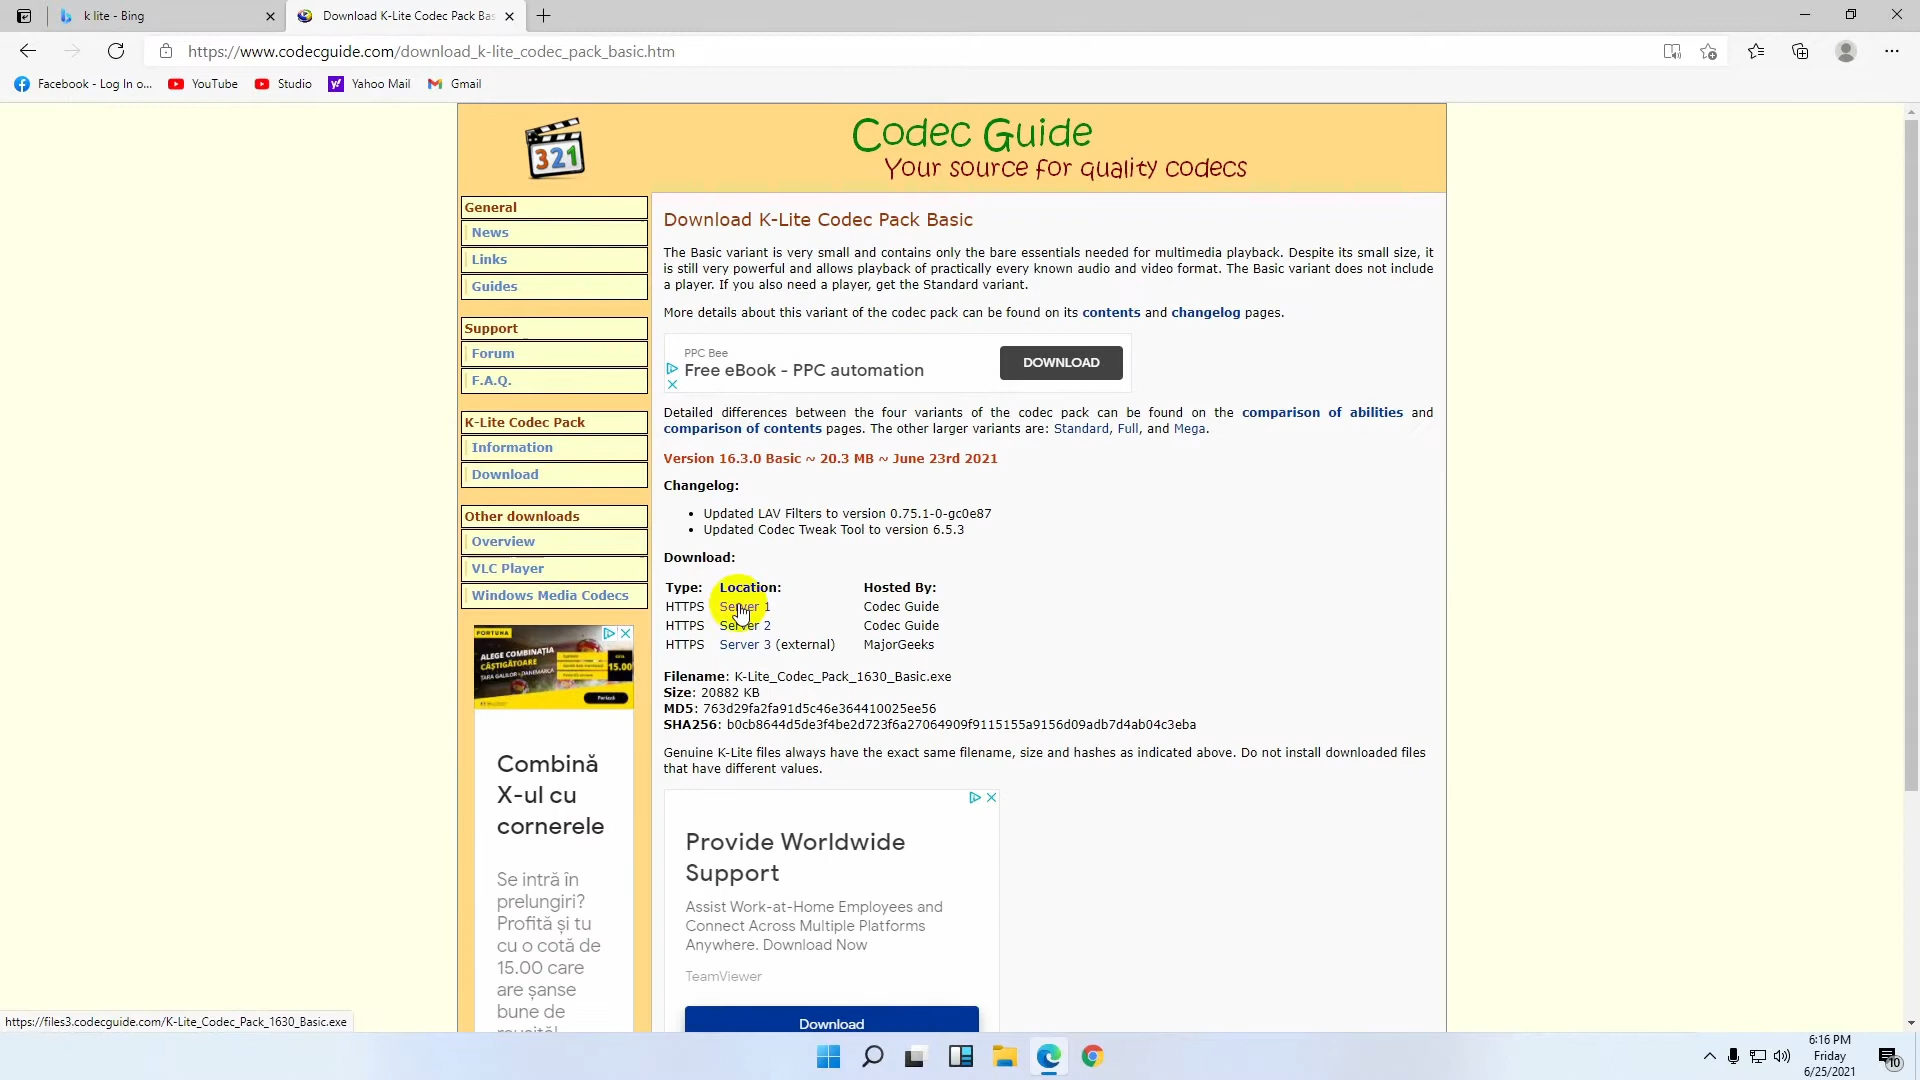 k lite - Bing
Download K-Lite Codec Pack Bas
https://www.codecguide.com/download_k-lite_codec_pack_basic.htm
Facebook - Log In o...
YouTube
Studio
Yahoo Mail
Gmail
321
Codec Guide
Your source for quality codecs
General
News
Links
Guides
Support
Forum
F.A.Q.
K-Lite Codec Pack
Information
Download
Other downloads
Overview
VLC Player
Windows Media Codecs
FORTUNA
ALEGE COMBINAȚIA
CÂȘTIGĂTOARE
ȚARA GALILOR - DANEMARCA
15.00
Pariază
Combină
X-ul cu
cornerele
Se intră în
prelungiri?
Profită și tu
cu o cotă de
15.00 care
are șanse
bune de
Download K-Lite Codec Pack Basic
The Basic variant is very small and contains only the bare essentials needed for multimedia playback. Despite its small size, it
is still very powerful and allows playback of practically every known audio and video format. The Basic variant does not include
a player. If you also need a player, get the Standard variant.
More details about this variant of the codec pack can be found on its contents and changelog pages.
PPC Bee
Free eBook - PPC automation
DOWNLOAD
Detailed differences between the four variants of the codec pack can be found on the comparison of abilities and
comparison of contents pages. The other larger variants are: Standard, Full, and Mega.
Version 16.3.0 Basic ~ 20.3 MB ~ June 23rd 2021
Changelog:
• Updated LAV Filters to version 0.75.1-0-gc0e87
• Updated Codec Tweak Tool to version 6.5.3
Download:
Type: Location: Hosted By:
HTTPS Server 1 Codec Guide
HTTPS Server 2 Codec Guide
HTTPS Server 3 (external) MajorGeeks
Filename: K-Lite_Codec_Pack_1630_Basic.exe
Size: 20882 KB
MD5: 763d29fa2fa91d5c46e364410025ee56
SHA256: b0cb8644d5de3f4be2d723f6a27064909f9115155a9156d09adb7d4ab04c3eba
Genuine K-Lite files always have the exact same filename, size and hashes as indicated above. Do not install downloaded files
that have different values.
Provide Worldwide
Support
Assist Work-at-Home Employees and
Connect Across Multiple Platforms
Anywhere. Download Now
TeamViewer
Download
https://files3.codecguide.com/K-Lite_Codec_Pack_1630_Basic.exe
6:16 PM
Friday
6/25/2021
10